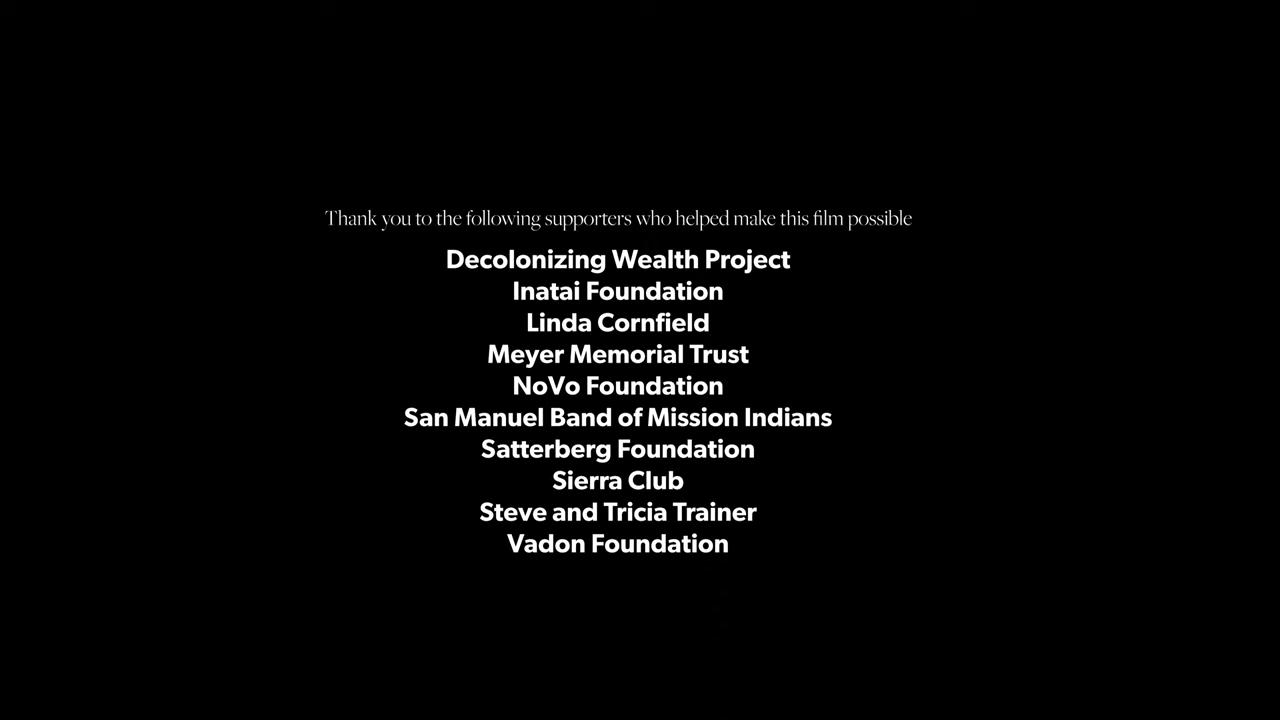 Thank you to the following supporters who helped make this film possible
Decolonizing Wealth Project
Inatai Foundation
Linda Cornfield
Meyer Memorial Trust
NoVo Foundation
San Manuel Band of Mission Indians
Satterberg Foundation
Sierra Club
Steve and Tricia Trainer
Vadon Foundation